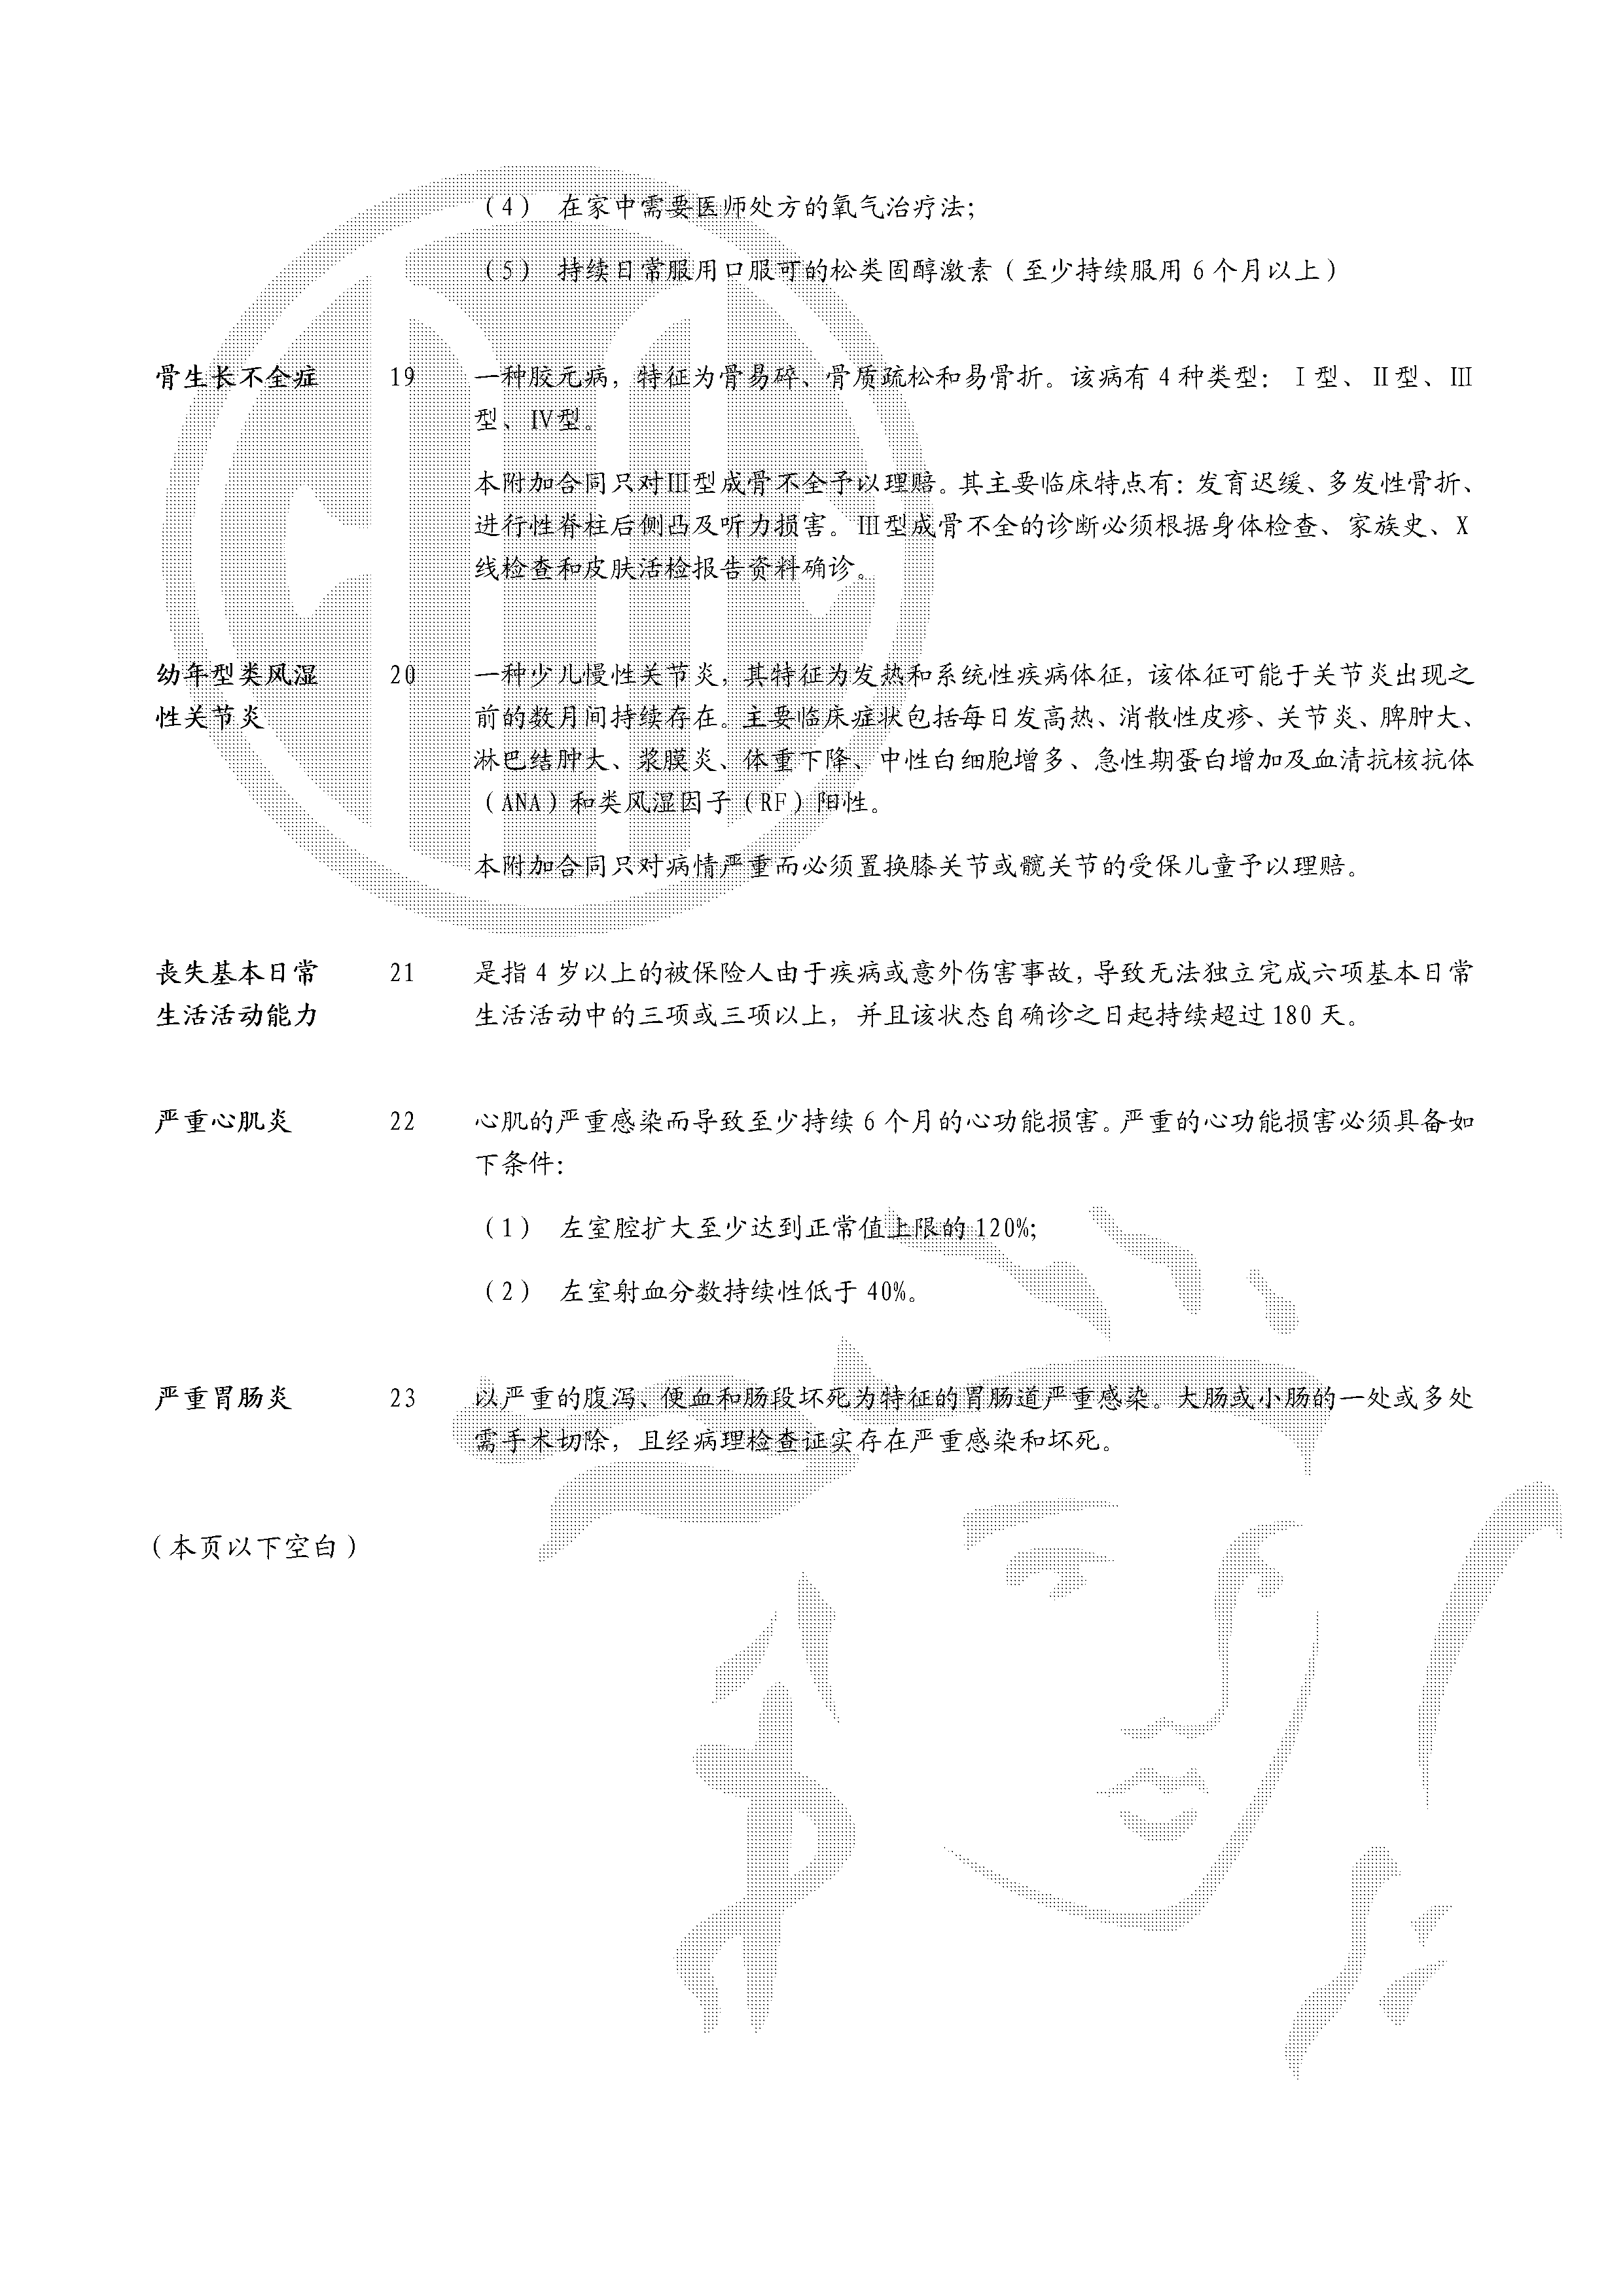 （4） 在家中需要医师处方的氧气治疗法；
（5） 持续日常服用口服可的松类固醇激素（至少持续服用 6 个月以上）
骨生长不全症 19 一种胶元病，特征为骨易碎、骨质疏松和易骨折。该病有 4 种类型：Ⅰ型、Ⅱ型、Ⅲ
型、Ⅳ型。
本附加合同只对Ⅲ型成骨不全予以理赔。其主要临床特点有：发育迟缓、多发性骨折、
进行性脊柱后侧凸及听力损害。Ⅲ型成骨不全的诊断必须根据身体检查、家族史、X
线检查和皮肤活检报告资料确诊。
幼年型类风湿 20 一种少儿慢性关节炎，其特征为发热和系统性疾病体征，该体征可能于关节炎出现之
性关节炎 前的数月间持续存在。主要临床症状包括每日发高热、消散性皮疹、关节炎、脾肿大、
淋巴结肿大、浆膜炎、体重下降、中性白细胞增多、急性期蛋白增加及血清抗核抗体
（ANA）和类风湿因子（RF）阳性。
本附加合同只对病情严重而必须置换膝关节或髋关节的受保儿童予以理赔。
丧失基本日常 21 是指 4 岁以上的被保险人由于疾病或意外伤害事故，导致无法独立完成六项基本日常
生活活动能力 生活活动中的三项或三项以上，并且该状态自确诊之日起持续超过 180 天。
严重心肌炎 22 心肌的严重感染而导致至少持续 6 个月的心功能损害。严重的心功能损害必须具备如
下条件：
（1） 左室腔扩大至少达到正常值上限的 120%；
（2） 左室射血分数持续性低于 40%。
严重胃肠炎 23 以严重的腹泻、便血和肠段坏死为特征的胃肠道严重感染。大肠或小肠的一处或多处
需手术切除，且经病理检查证实存在严重感染和坏死。
（本页以下空白）